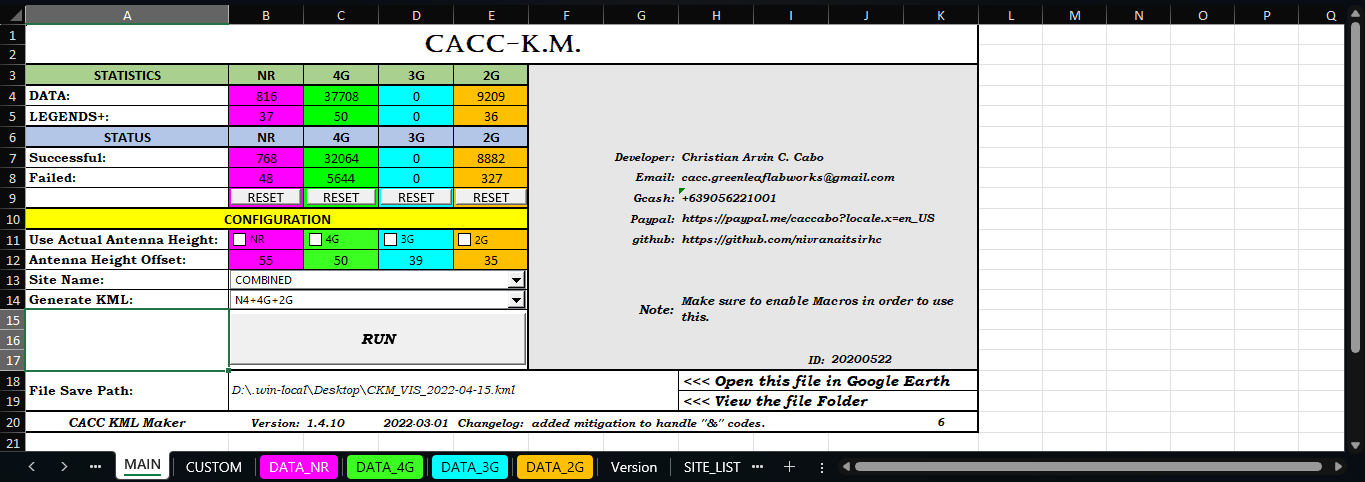 A B C D E F G H I J K L M N O P Q
1 CACC-K.M.
2
3 STATISTICS NR 4G 3G 2G
4 DATA: 816 37708 0 9209
5 LEGENDS+: 37 50 0 36
6 STATUS NR 4G 3G 2G
7 Successful: 768 32064 0 8882 Developer: Christian Arvin C. Cabo
8 Failed: 48 5644 0 327 Email: cacc.greenleaflabworks@gmail.com
9 RESET RESET RESET RESET Gcash: +639056221001
10 CONFIGURATION Paypal: https://paypal.me/caccabo?locale.x=en_US
11 Use Actual Antenna Height: NR 4G 3G 2G github: https://github.com/nivranaitsirhc
12 Antenna Height Offset: 55 50 39 35
13 Site Name: COMBINED
14 Generate KML: N4+4G+2G Note: Make sure to enable Macros in order to use
15 this.
16 RUN
17 ID: 20200522
18 <<< Open this file in Google Earth
File Save Path: D:\.win-local\Desktop\CKM_VIS_2022-04-15.kml
19 <<< View the file Folder
20 CACC KML Maker Version: 1.4.10 2022-03-01 Changelog: added mitigation to handle "&" codes. 6
21
MAIN CUSTOM DATA_NR DATA_4G DATA_3G DATA_2G Version SITE_LIST